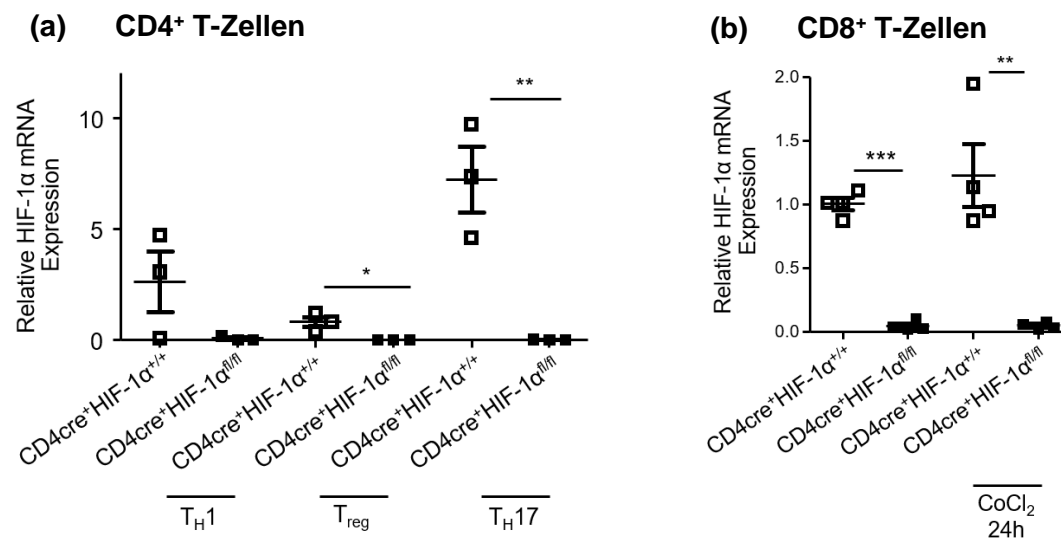 (a) CD4⁺ T-Zellen
Relative HIF-1α mRNA
Expression
10
5
0
*
**
CD4cre⁺HIF-1α⁺/⁺
CD4cre⁺HIF-1αᶠˡ/ᶠˡ
CD4cre⁺HIF-1α⁺/⁺
CD4cre⁺HIF-1αᶠˡ/ᶠˡ
CD4cre⁺HIF-1α⁺/⁺
CD4cre⁺HIF-1αᶠˡ/ᶠˡ
T_H1
T_reg
T_H17
(b) CD8⁺ T-Zellen
Relative HIF-1α mRNA
Expression
2.0
1.5
1.0
0.5
0.0
***
**
CD4cre⁺HIF-1α⁺/⁺
CD4cre⁺HIF-1αᶠˡ/ᶠˡ
CD4cre⁺HIF-1α⁺/⁺
CD4cre⁺HIF-1αᶠˡ/ᶠˡ
CoCl₂
24h